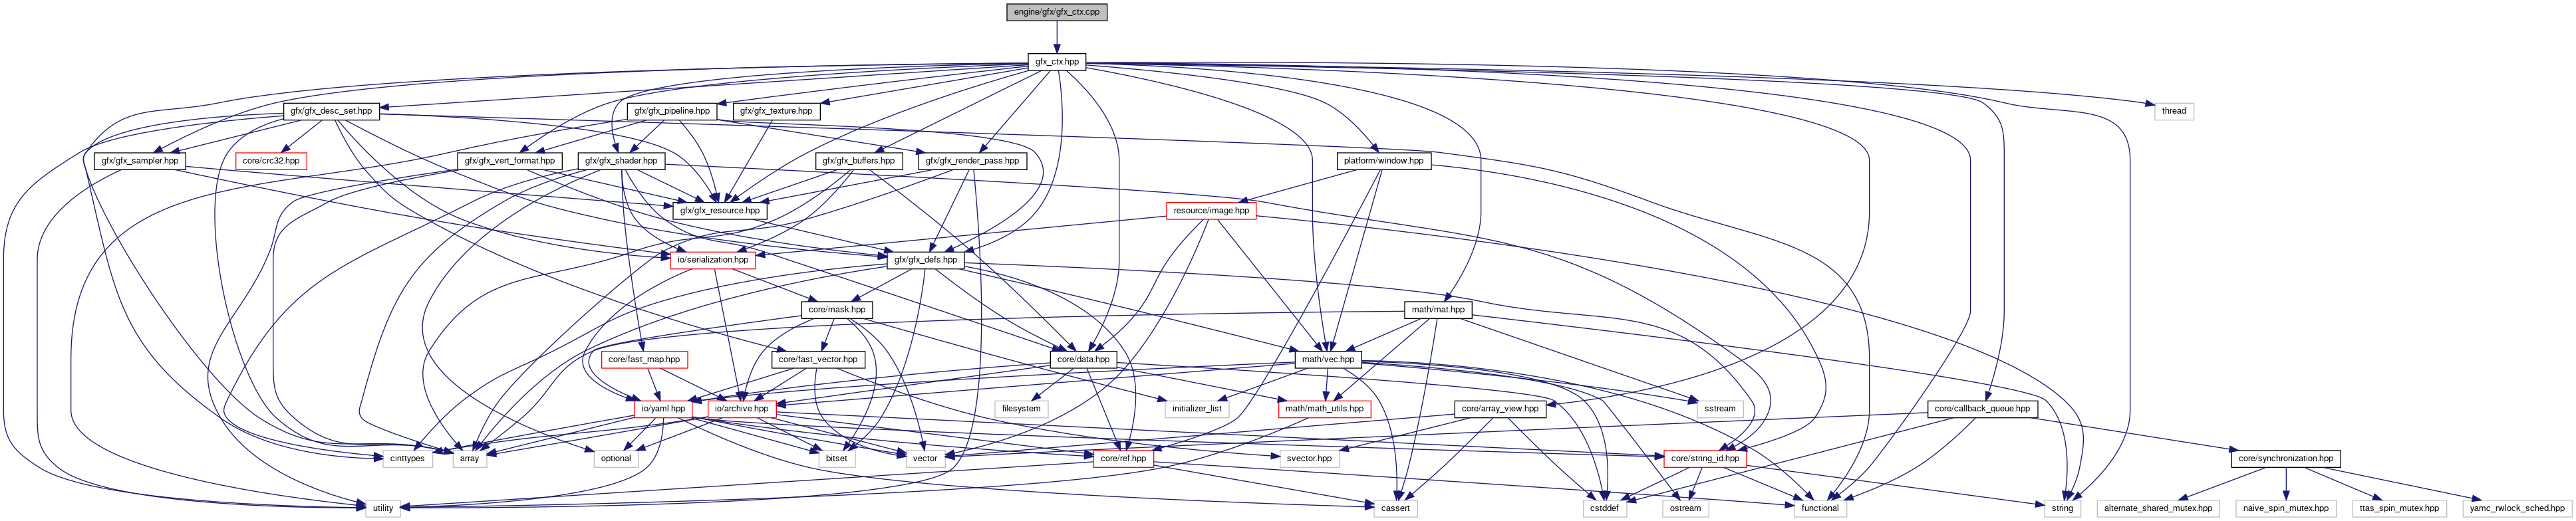 engine/gfx/gfx_ctx.cpp
gfx_ctx.hpp
gfx/gfx_desc_set.hpp
gfx/gfx_pipeline.hpp
gfx/gfx_texture.hpp
thread
gfx/gfx_sampler.hpp
core/crc32.hpp
gfx/gfx_vert_format.hpp
gfx/gfx_shader.hpp
gfx/gfx_buffers.hpp
gfx/gfx_render_pass.hpp
platform/window.hpp
gfx/gfx_resource.hpp
resource/image.hpp
io/serialization.hpp
gfx/gfx_defs.hpp
core/mask.hpp
math/mat.hpp
core/fast_map.hpp
core/fast_vector.hpp
core/data.hpp
math/vec.hpp
io/yaml.hpp
io/archive.hpp
filesystem
initializer_list
math/math_utils.hpp
core/array_view.hpp
sstream
core/callback_queue.hpp
cinttypes
array
optional
bitset
vector
core/ref.hpp
svector.hpp
core/string_id.hpp
core/synchronization.hpp
utility
cassert
cstddef
ostream
functional
string
alternate_shared_mutex.hpp
naive_spin_mutex.hpp
ttas_spin_mutex.hpp
yamc_rwlock_sched.hpp